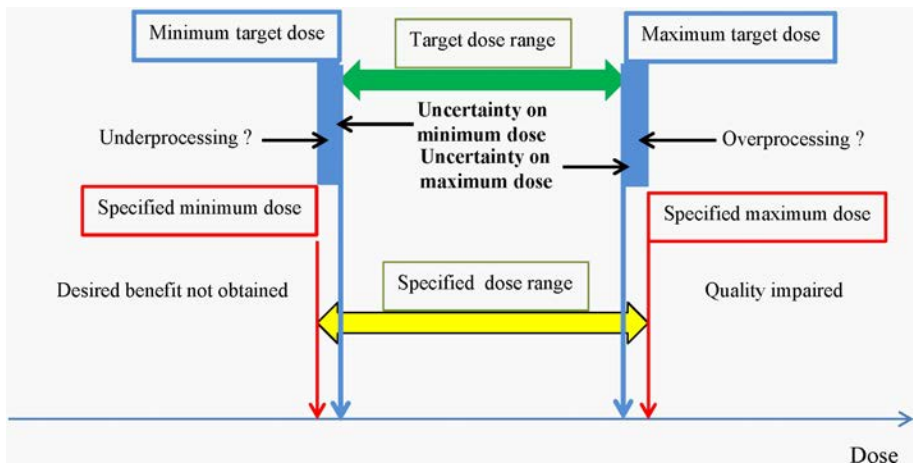 Minimum target dose
Target dose range
Maximum target dose
Uncertainty on
minimum dose
Underprocessing ?
Overprocessing ?
Uncertainty on
maximum dose
Specified minimum dose
Specified maximum dose
Desired benefit not obtained
Specified dose range
Quality impaired
Dose